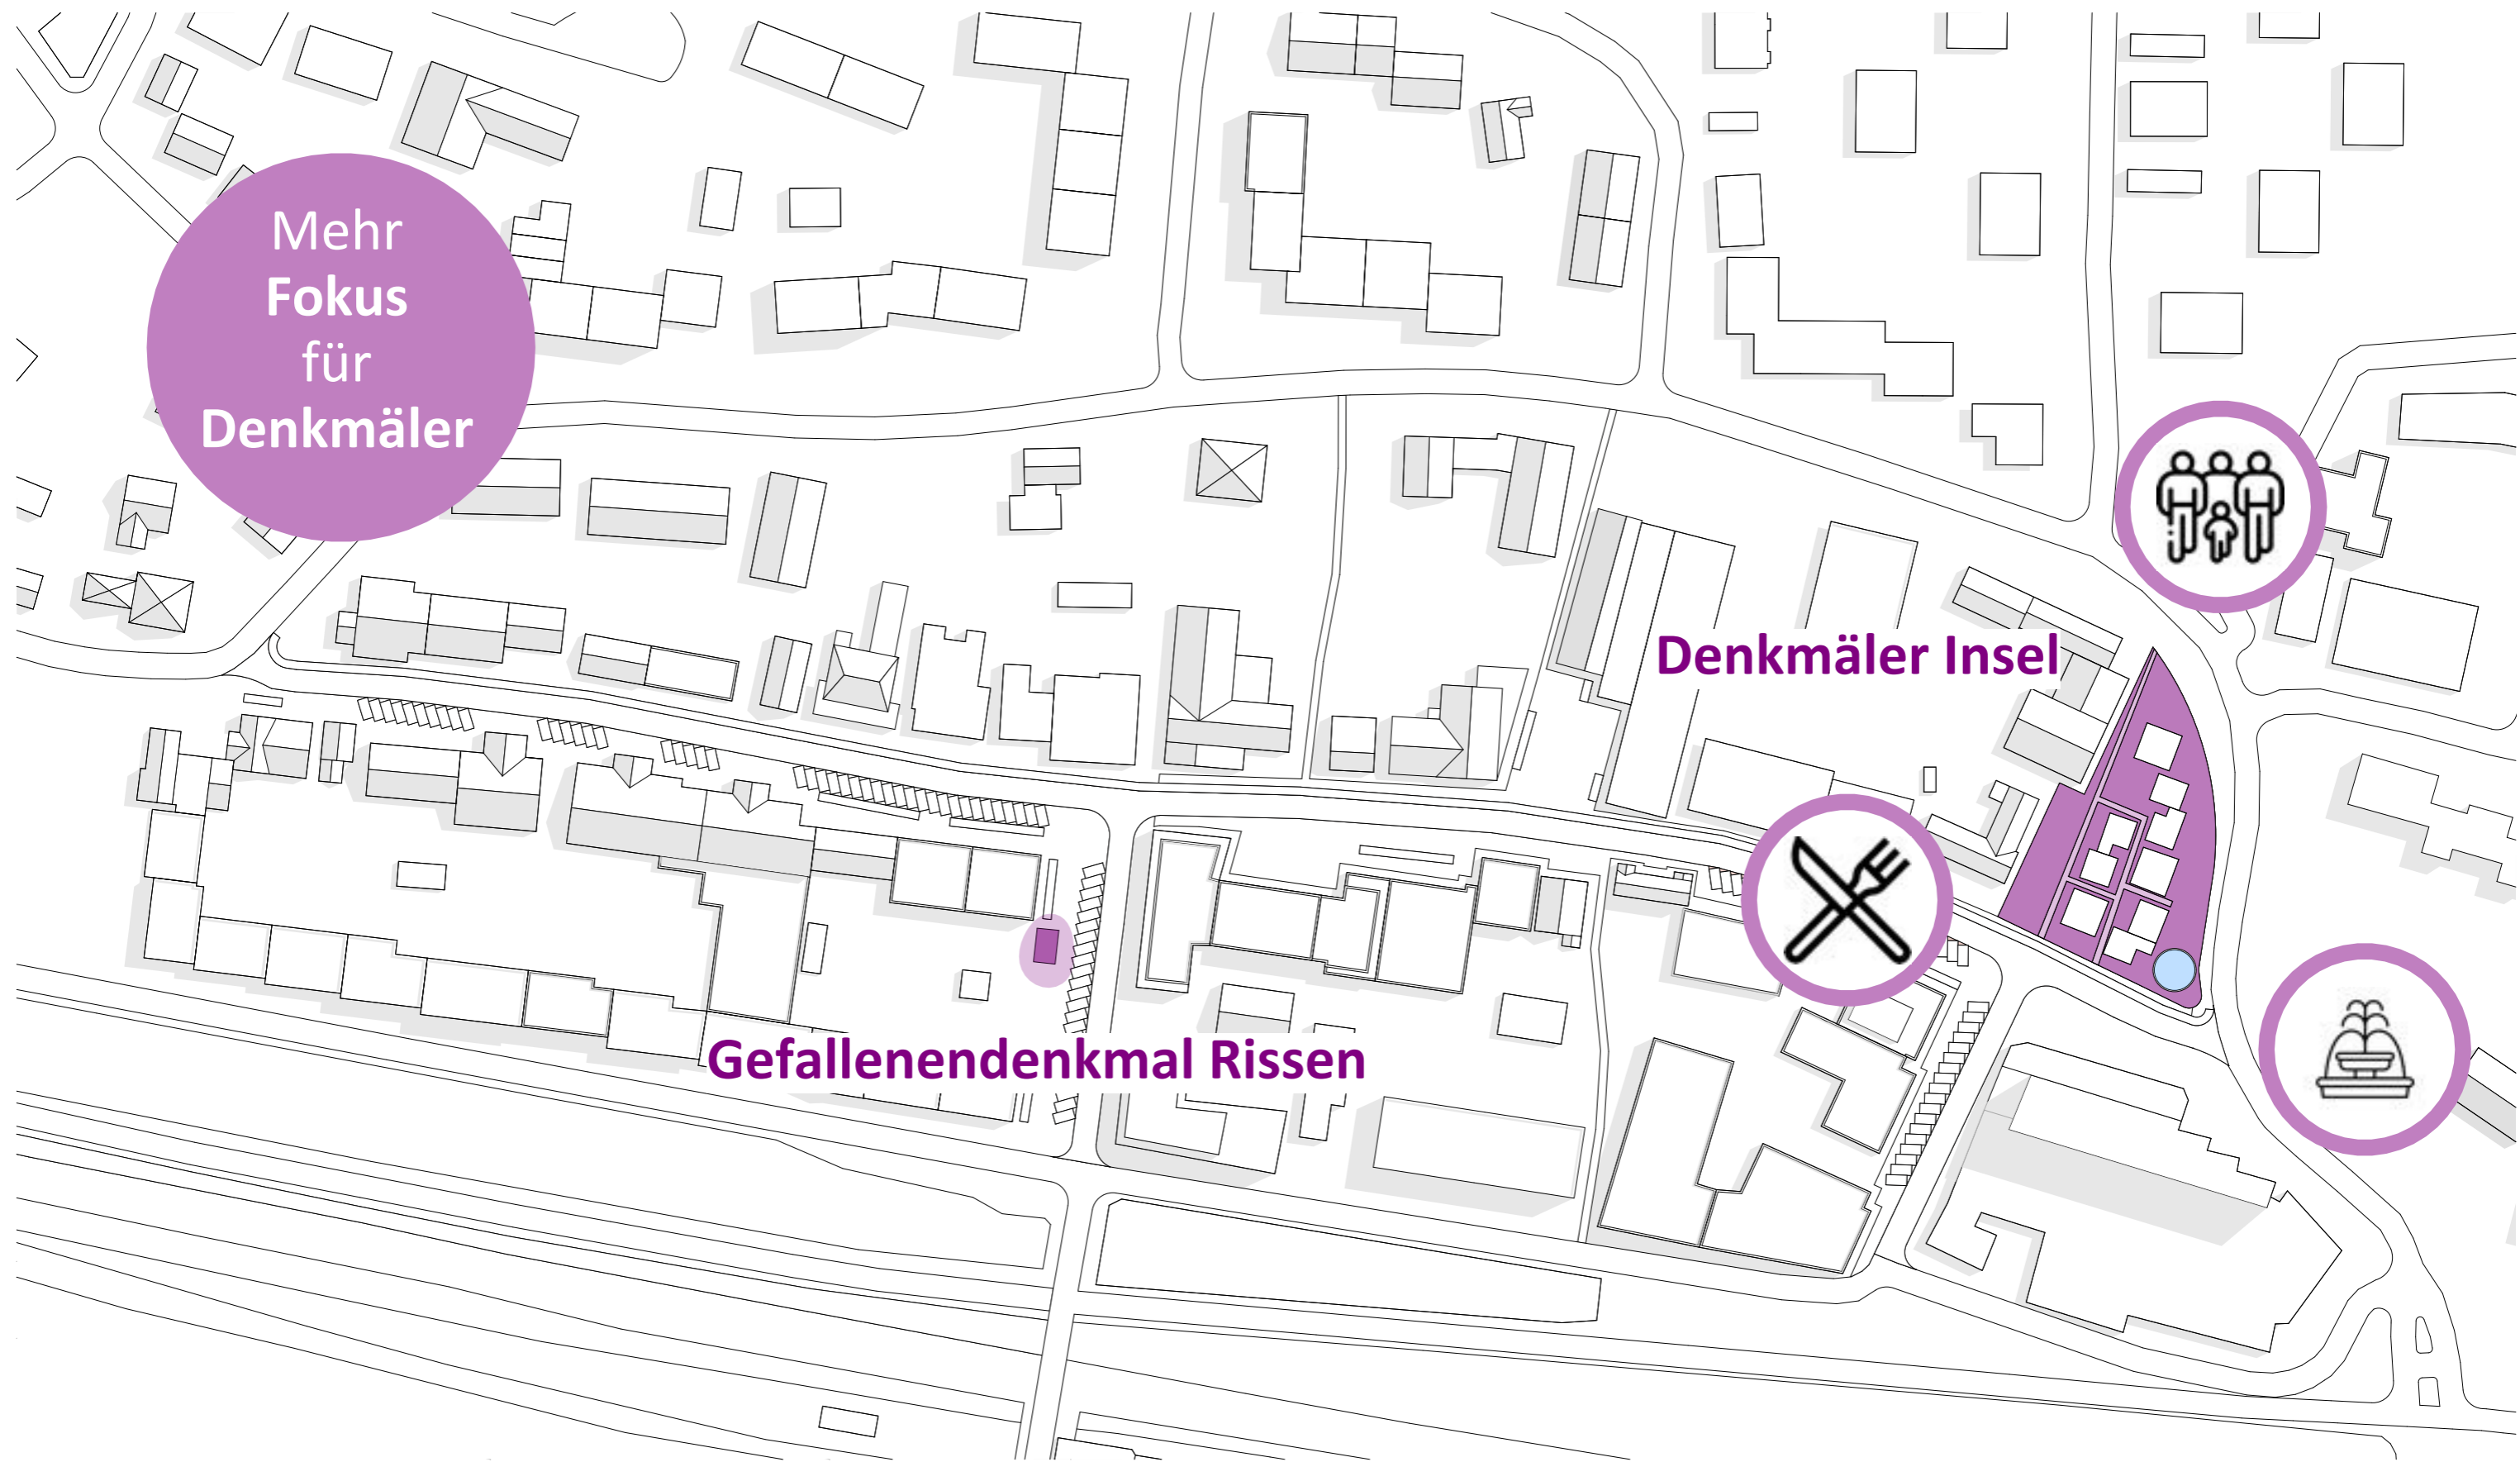 Mehr
Fokus
für
Denkmäler
Denkmäler Insel
Gefallenendenkmal Rissen